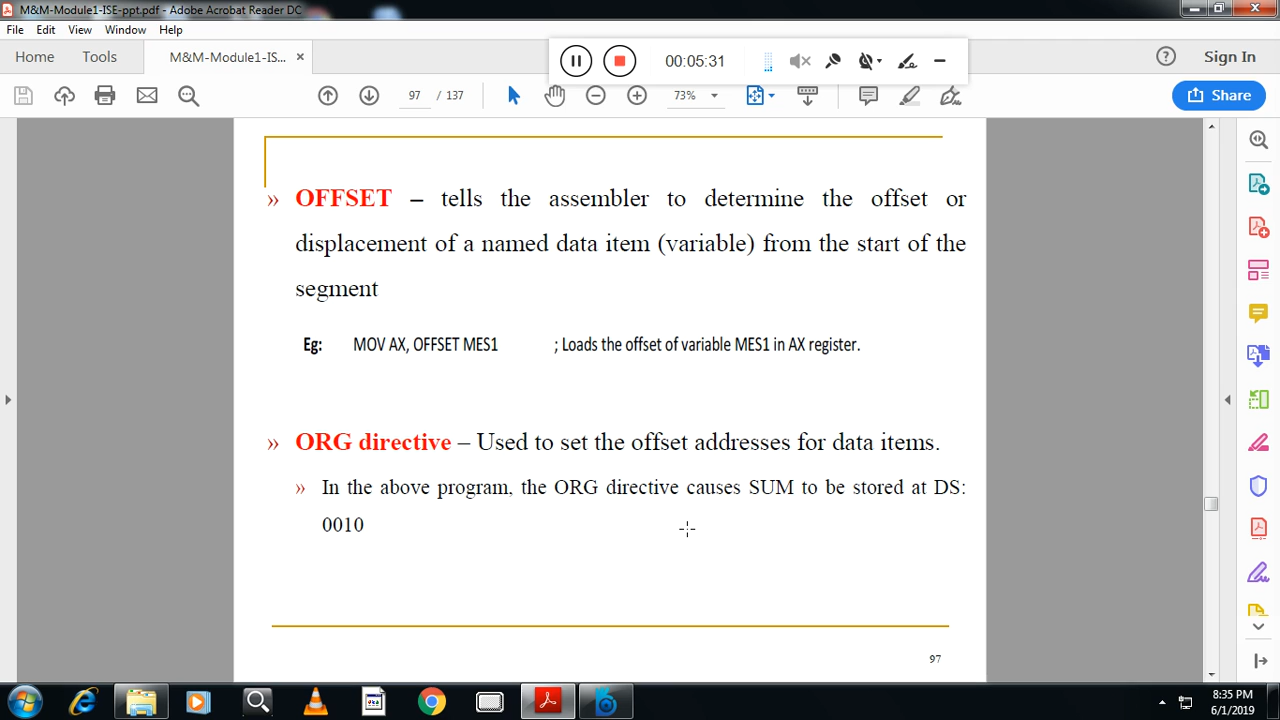 M&M-Module1-ISE-ppt.pdf - Adobe Acrobat Reader DC
File Edit View Window Help
Home Tools M&M-Module1-IS... × 00:05:31 Sign In
97 / 137 73% Share
» OFFSET – tells the assembler to determine the offset or
displacement of a named data item (variable) from the start of the
segment
Eg: MOV AX, OFFSET MES1 ; Loads the offset of variable MES1 in AX register.
» ORG directive – Used to set the offset addresses for data items.
» In the above program, the ORG directive causes SUM to be stored at DS:
0010
97
8:35 PM
6/1/2019